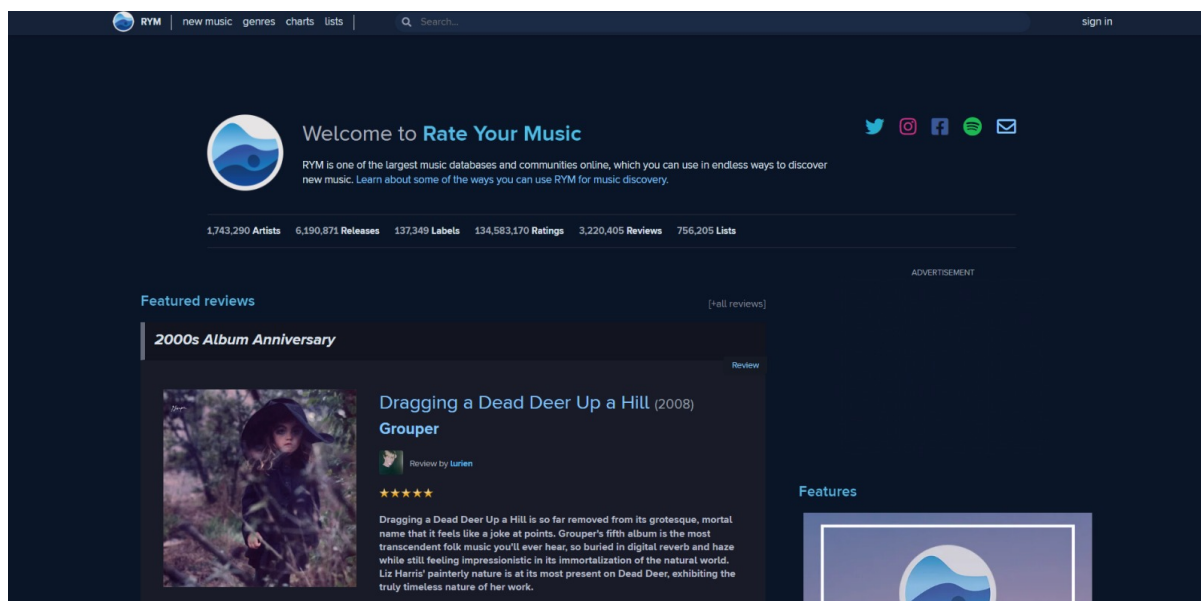 RYM new music genres charts lists Search... sign in
Welcome to Rate Your Music
RYM is one of the largest music databases and communities online, which you can use in endless ways to discover
new music. Learn about some of the ways you can use RYM for music discovery.
1,743,290 Artists 6,190,871 Releases 137,349 Labels 134,583,170 Ratings 3,220,405 Reviews 756,205 Lists
ADVERTISEMENT
Featured reviews [+all reviews]
2000s Album Anniversary
Review
Dragging a Dead Deer Up a Hill (2008)
Grouper
Review by lurien
Dragging a Dead Deer Up a Hill is so far removed from its grotesque, mortal
name that it feels like a joke at points. Grouper's fifth album is the most
transcendent folk music you'll ever hear, so buried in digital reverb and haze
while still feeling impressionistic in its immortalization of the natural world.
Liz Harris' painterly nature is at its most present on Dead Deer, exhibiting the
truly timeless nature of her work.
Features